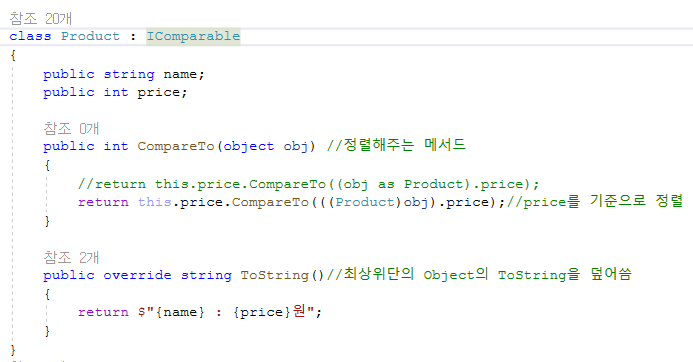 참조 20개
class Product : IComparable
{
public string name;
public int price;
참조 0개
public int CompareTo(object obj) //정렬해주는 메서드
{
//return this.price.CompareTo((obj as Product).price);
return this.price.CompareTo(((Product)obj).price);//price를 기준으로 정렬
}
참조 2개
public override string ToString()//최상위단의 Object의 ToString을 덮어씀
{
return $"{name} : {price}원";
}
}